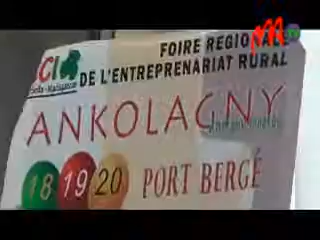 FOIRE REGIONALE
DE L'ENTREPRENARIAT RURAL
CI
ANKOLAGNY
18 19 20 PORT BERGÉ